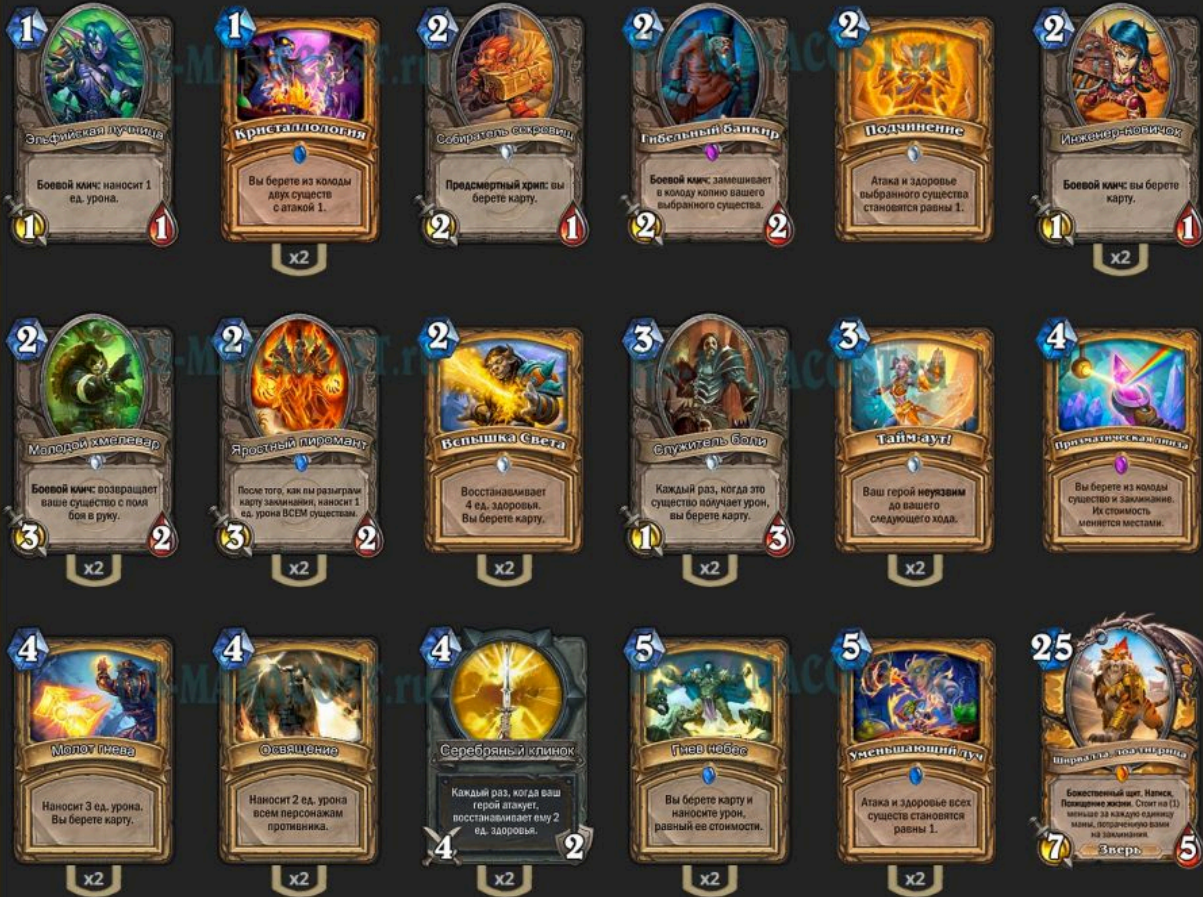 1
Эльфийская лучница
Боевой клич: наносит 1
ед. урона.
1
1
1
Кристаллология
Вы берете из колоды
двух существ
с атакой 1.
x2
2
Собиратель сокровищ
Предсмертный хрип: вы
берете карту.
2
1
2
Гибельный банкир
Боевой клич: замешивает
в колоду копию вашего
выбранного существа.
2
2
2
Подчинение
Атака и здоровье
выбранного существа
становятся равны 1.
2
Инженер-новичок
Боевой клич: вы берете
карту.
1
1
x2
2
Молодой хмелевар
Боевой клич: возвращает
ваше существо с поля
боя в руку.
3
2
x2
2
Яростный пиромант
После того, как вы разыграли
карту заклинания, наносит 1
ед. урона ВСЕМ существам.
3
2
x2
2
Вспышка Света
Восстанавливает
4 ед. здоровья.
Вы берете карту.
x2
3
Служитель боли
Каждый раз, когда это
существо получает урон,
вы берете карту.
1
3
x2
3
Тайм-аут!
Ваш герой неуязвим
до вашего
следующего хода.
x2
4
Призматическая линза
Вы берете из колоды
существо и заклинание.
Их стоимость
меняется местами.
4
Молот гнева
Наносит 3 ед. урона.
Вы берете карту.
x2
4
Освящение
Наносит 2 ед. урона
всем персонажам
противника.
x2
4
Серебряный клинок
Каждый раз, когда ваш
герой атакует,
восстанавливает ему 2
ед. здоровья.
4
2
x2
5
Гнев небес
Вы берете карту и
наносите урон,
равный ее стоимости.
x2
5
Уменьшающий луч
Атака и здоровье всех
существ становятся
равны 1.
x2
25
Ширвалла, лоа-тигрица
Божественный щит, Натиск,
Похищение жизни. Стоит на (1)
меньше за каждую единицу
маны, потраченную вами
на заклинания.
7
Зверь
5